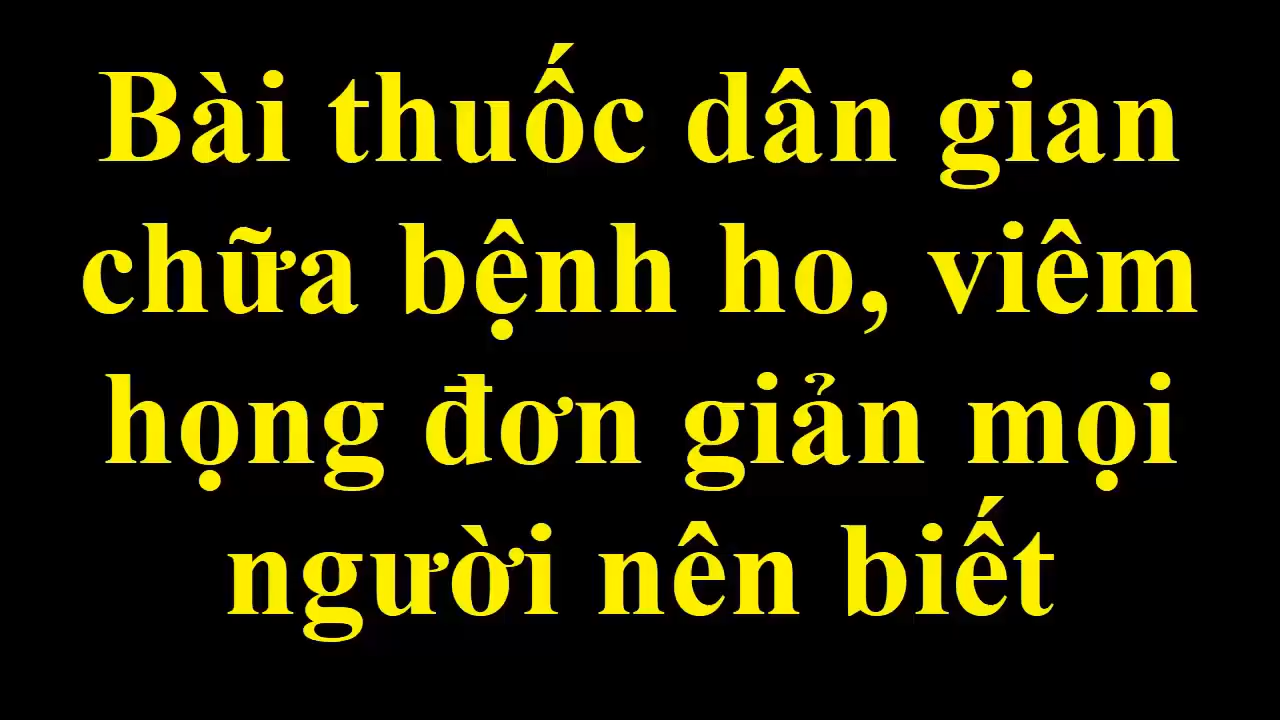 Bài thuốc dân gian
chữa bệnh ho, viêm
họng đơn giản mọi
người nên biết